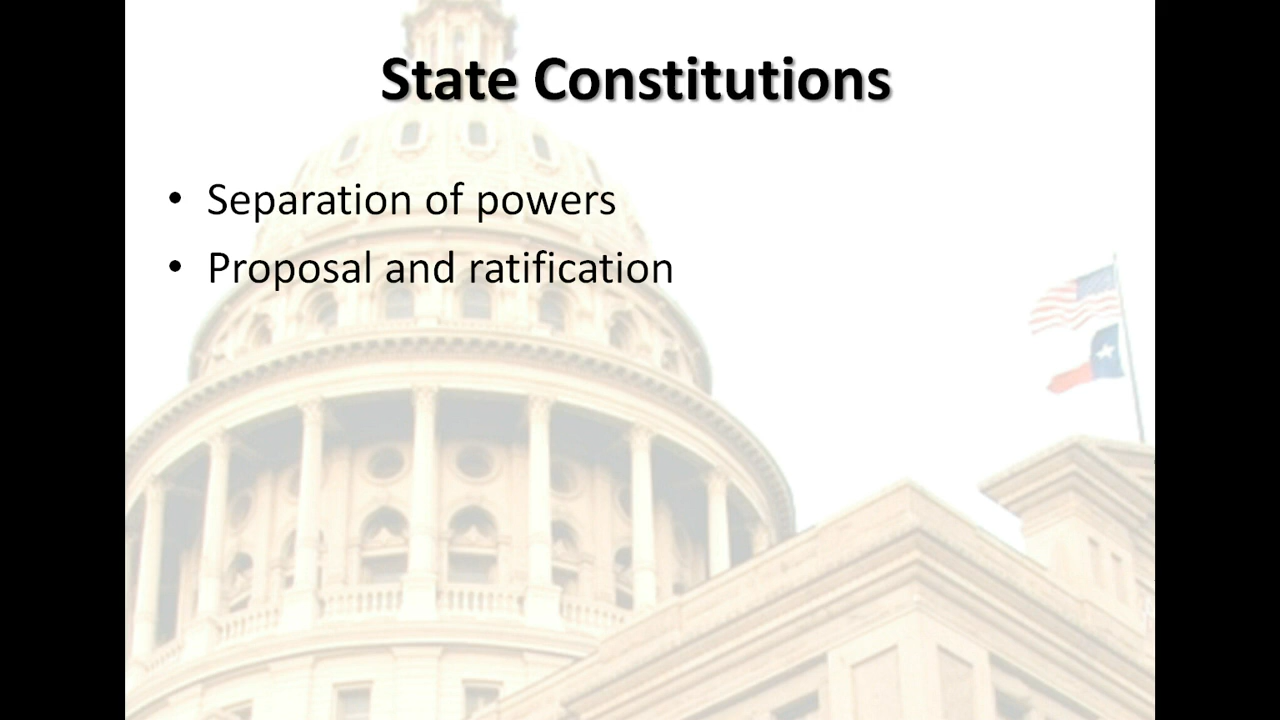 State Constitutions
• Separation of powers
• Proposal and ratification